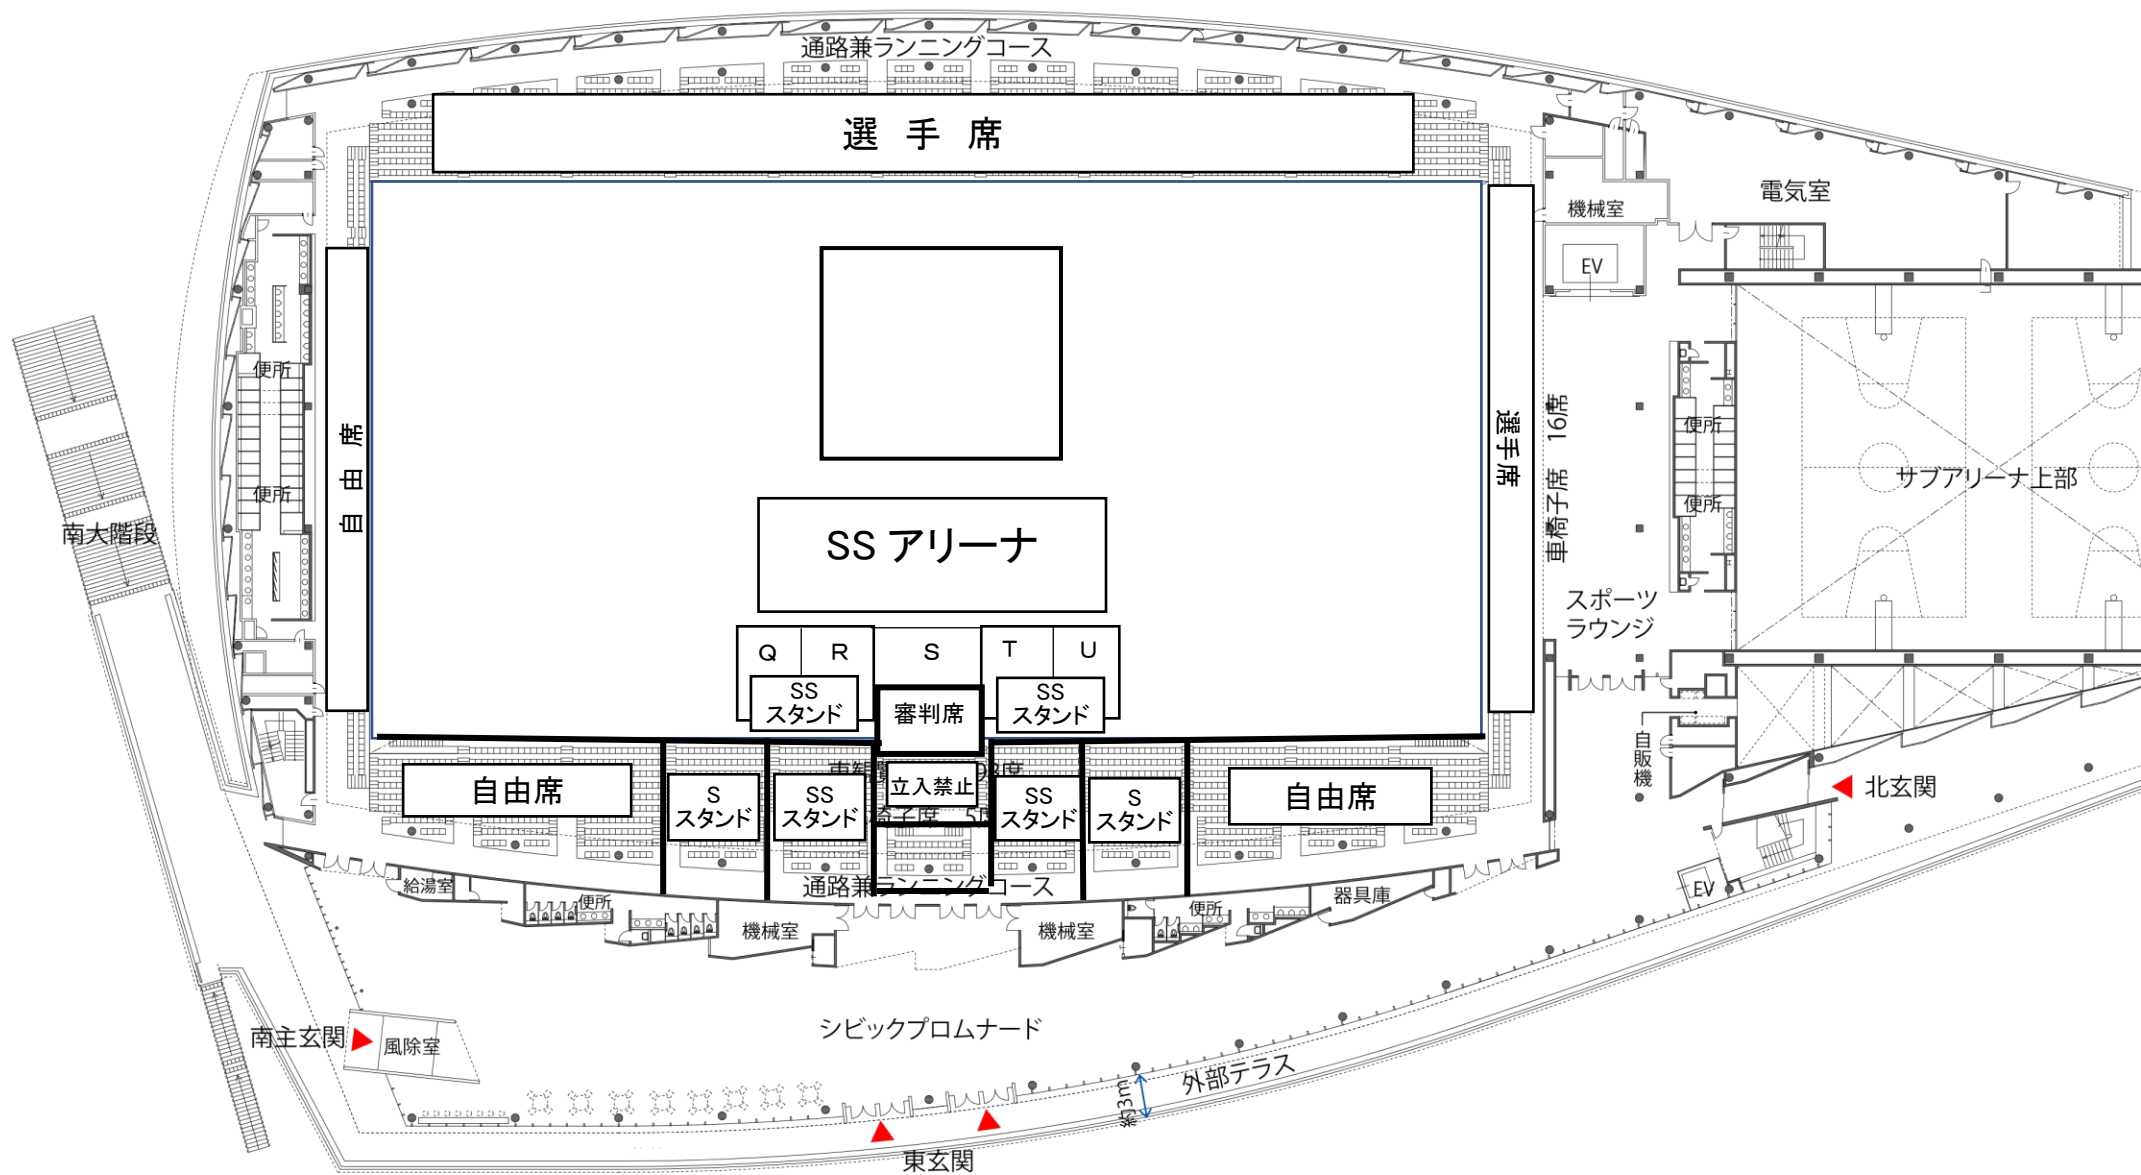 通路兼ランニングコース
選 手 席
電気室
機械室
EV
自 由 席
選手席
車椅子席 16席
便所
便所
便所
便所
サブアリーナ上部
南大階段
SS アリーナ
スポーツ
ラウンジ
Q
R
S
T
U
SS
スタンド
審判席
SS
スタンド
自販機
北玄関
自由席
S
スタンド
SS
スタンド
立入禁止
SS
スタンド
S
スタンド
自由席
通路兼ランニングコース
給湯室
便所
機械室
機械室
便所
器具庫
EV
シビックプロムナード
南主玄関
風除室
外部テラス
約3m
東玄関